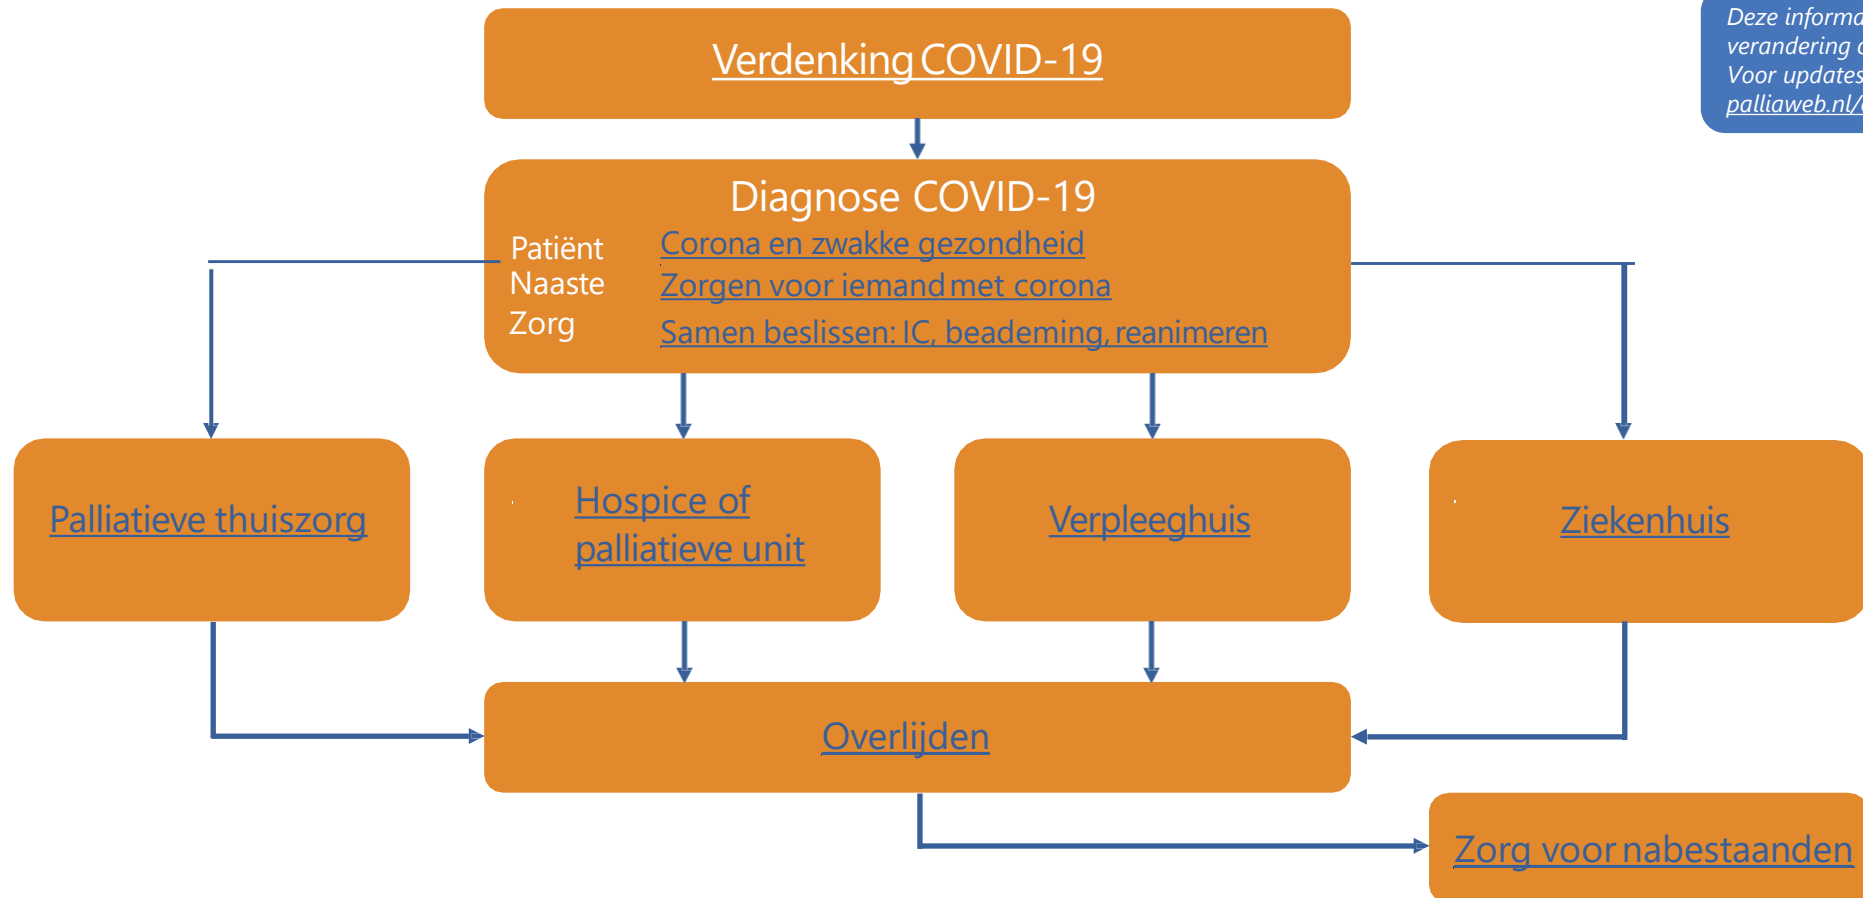 Deze
verandering
Voor updates
palliaweb.nl/
Verdenking COVID-19
Diagnose COVID-19
Patiënt Corona en zwakke gezondheid
Naaste Zorgen voor iemand met corona
Zorg Samen beslissen: IC, beademing, reanimeren
Palliatieve thuiszorg
Hospice of
palliatieve unit
Verpleeghuis
Ziekenhuis
Overlijden
Zorg voor nabestaanden